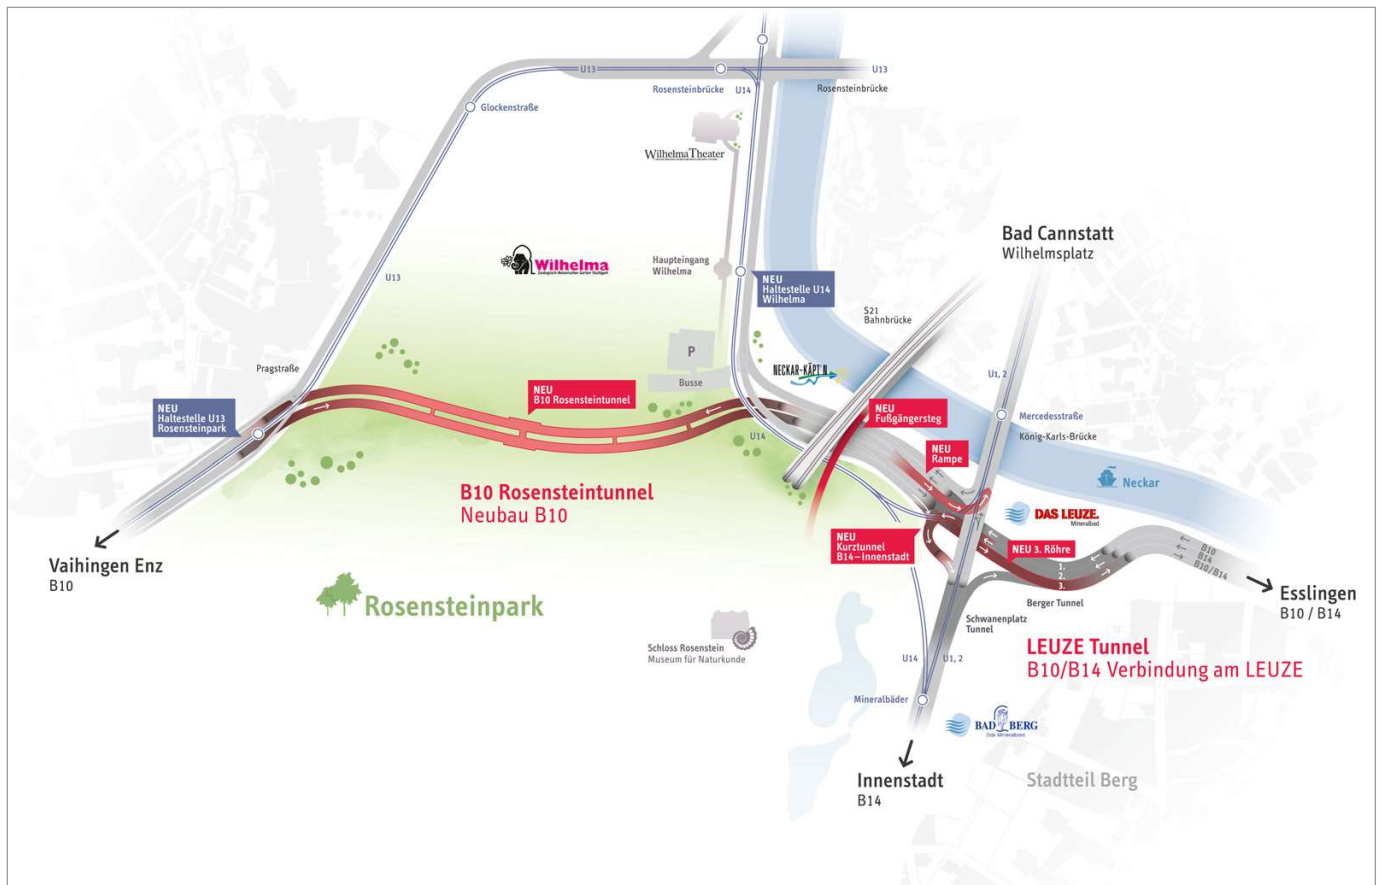 U13
U13
Rosensteinbrücke
U14
Rosensteinbrücke
Glockenstraße
WilhelmaTheater
Bad Cannstatt
Wilhelmsplatz
Wilhelma
Zoologisch-Botanischer Garten Stuttgart
Haupteingang
Wilhelma
U13
NEU
Haltestelle U14
Wilhelma
S21
Bahnbrücke
P
Busse
Pragstraße
NECKAR-KÄPT'N
U1, 2
NEU
B10 Rosensteintunnel
NEU
Haltestelle U13
Rosensteinpark
NEU
Fußgängersteg
Mercedesstraße
König-Karls-Brücke
U14
NEU
Rampe
Neckar
B10 Rosensteintunnel
Neubau B10
DAS LEUZE.
Mineralbad
NEU
Kurztunnel
B14–Innenstadt
NEU 3. Röhre
B10
B14
B10/B14
1.
2.
3.
Vaihingen Enz
B10
Esslingen
B10 / B14
Berger Tunnel
Rosensteinpark
Schwanenplatz
Tunnel
Schloss Rosenstein
Museum für Naturkunde
LEUZE Tunnel
B10/B14 Verbindung am LEUZE
U14
U1, 2
Mineralbäder
BAD BERG
Das Mineralbad
Innenstadt
B14
Stadtteil Berg